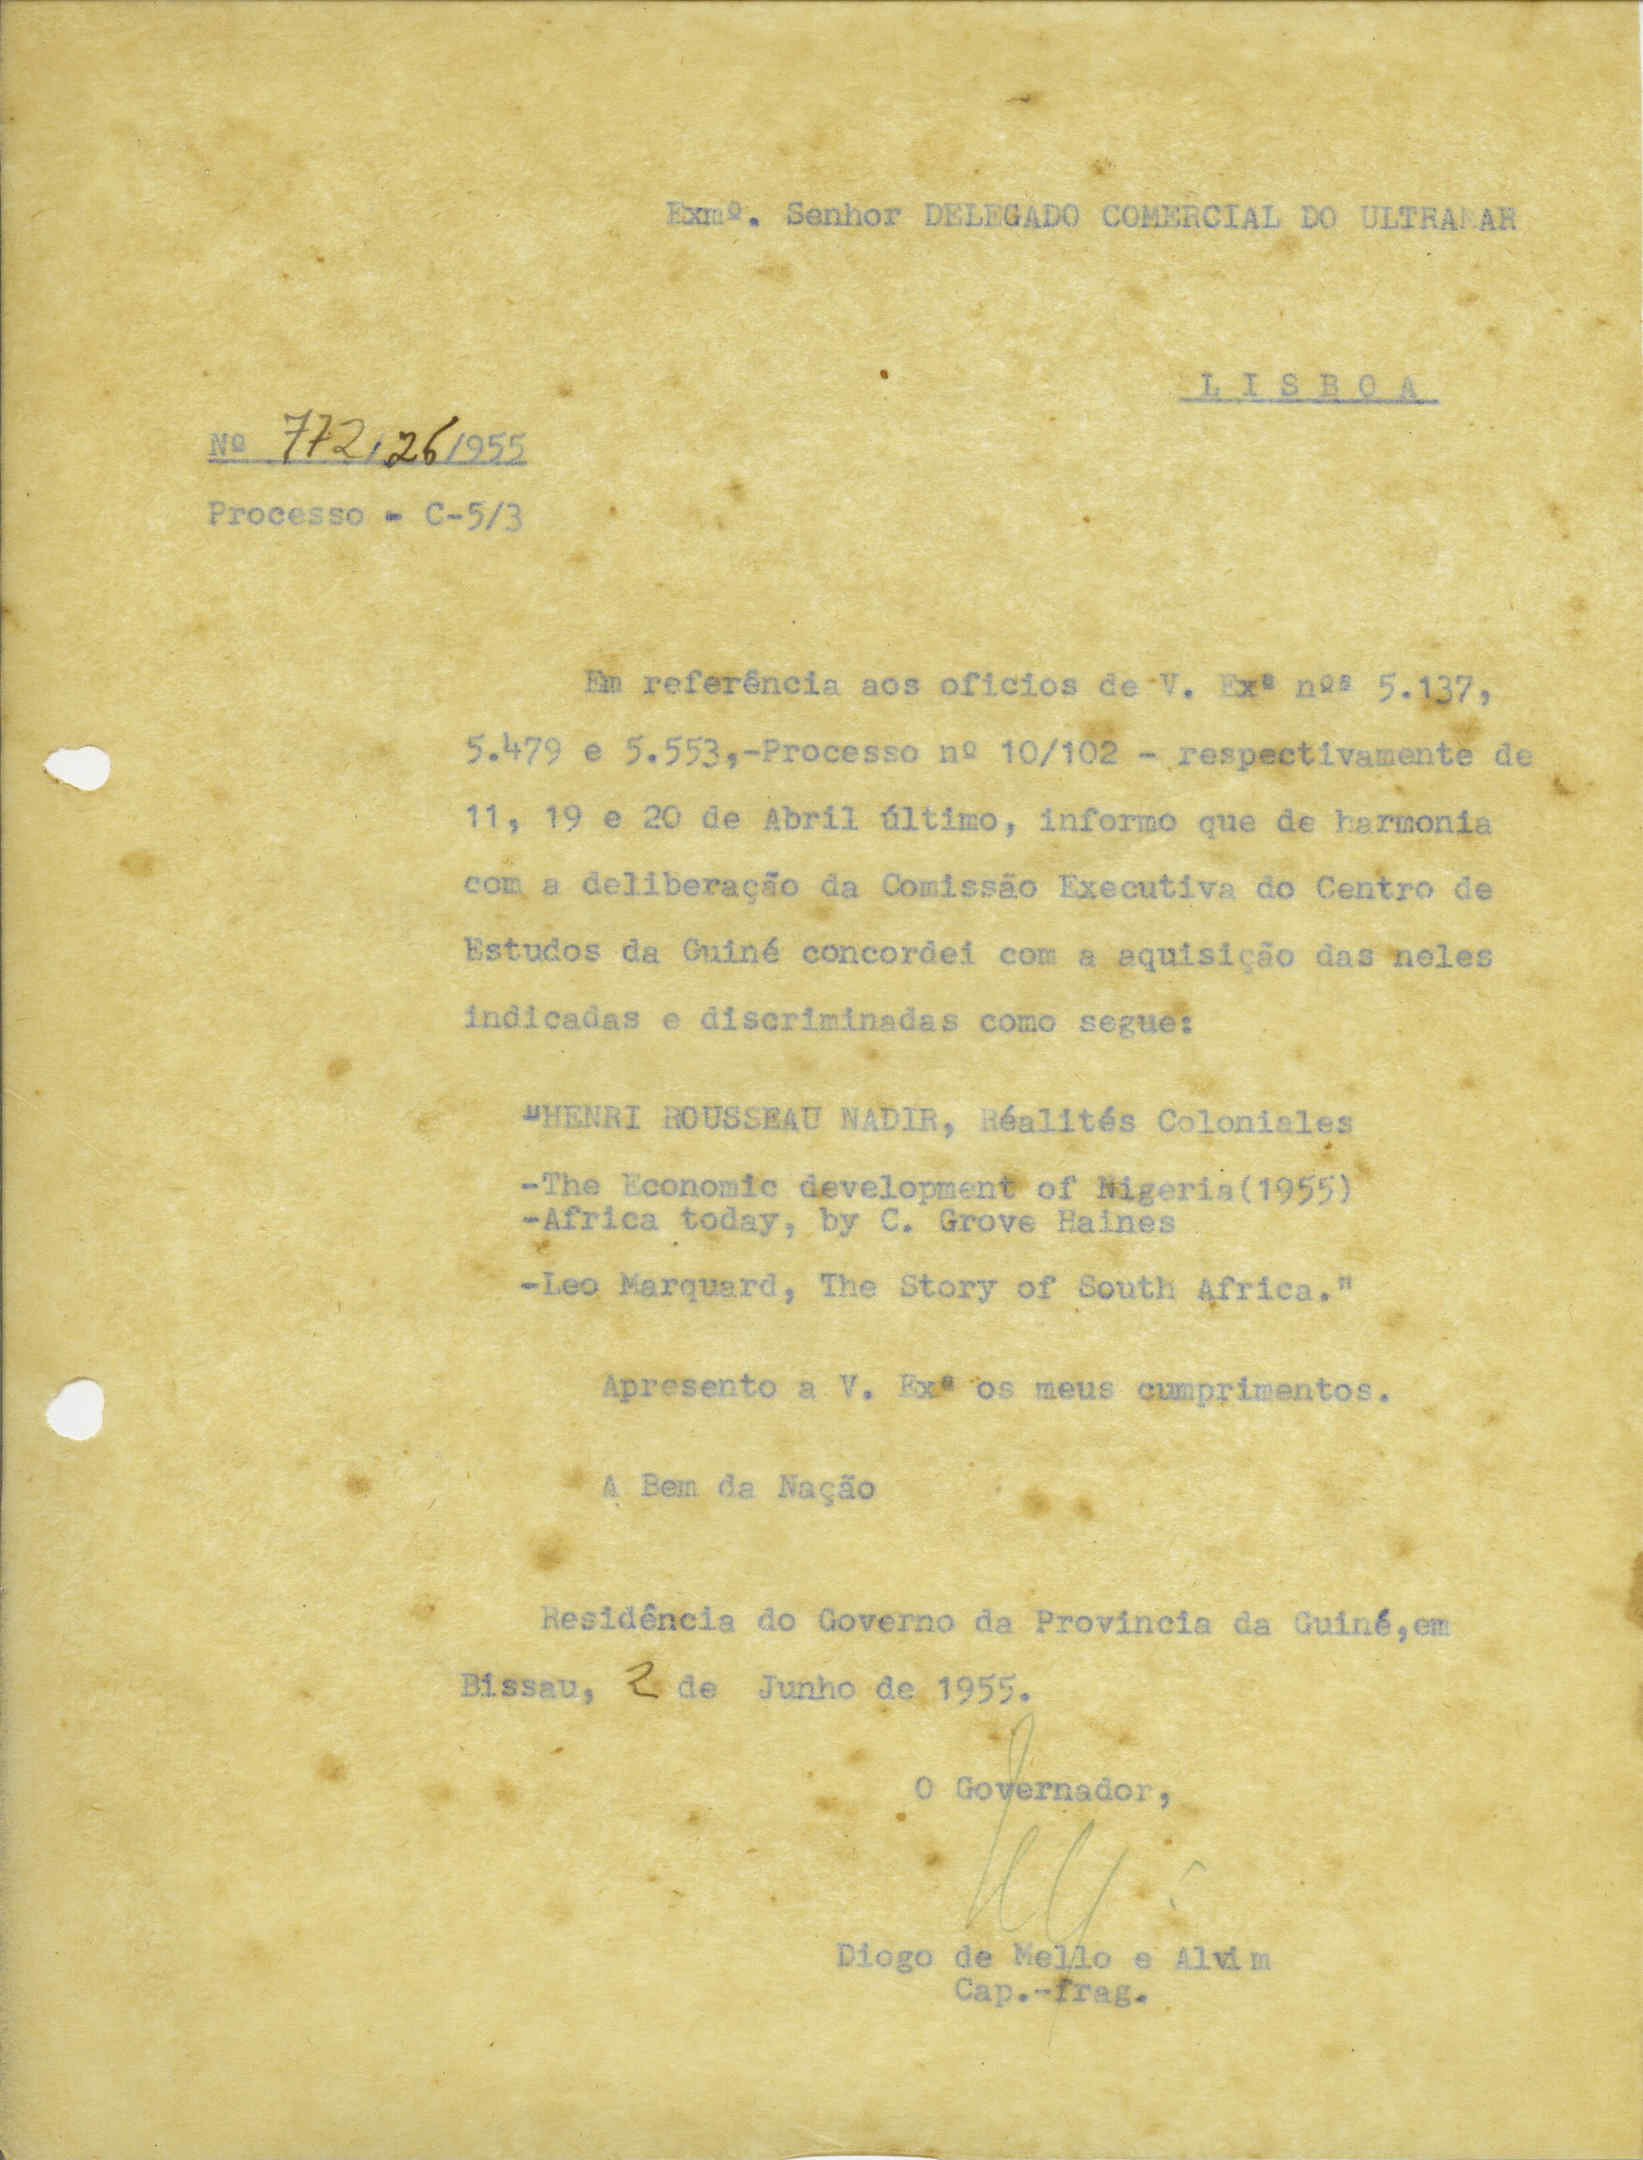 Exmº. Senhor DELEGADO COMERCIAL DO ULTRAMAR
L I S B O A
Nº 772/26/1955
Processo - C-5/3
Em referência aos oficios de V. Exª nºs 5.137,
5.479 e 5.553,-Processo nº 10/102 - respectivamente de
11, 19 e 20 de Abril último, informo que de harmonia
com a deliberação da Comissão Executiva do Centro de
Estudos da Guiné concordei com a aquisição das neles
indicadas e discriminadas como segue:
"HENRI ROUSSEAU NADIR, Réalités Coloniales
-The Economic development of Nigeria(1955)
-Africa today, by C. Grove Haines
-Leo Marquard, The Story of South Africa."
Apresento a V. Exª os meus cumprimentos.
A Bem da Nação
Residência do Governo da Provincia da Guiné,em
Bissau, 2 de Junho de 1955.
O Governador,
Diogo de Mello e Alvim
Cap.-frag.